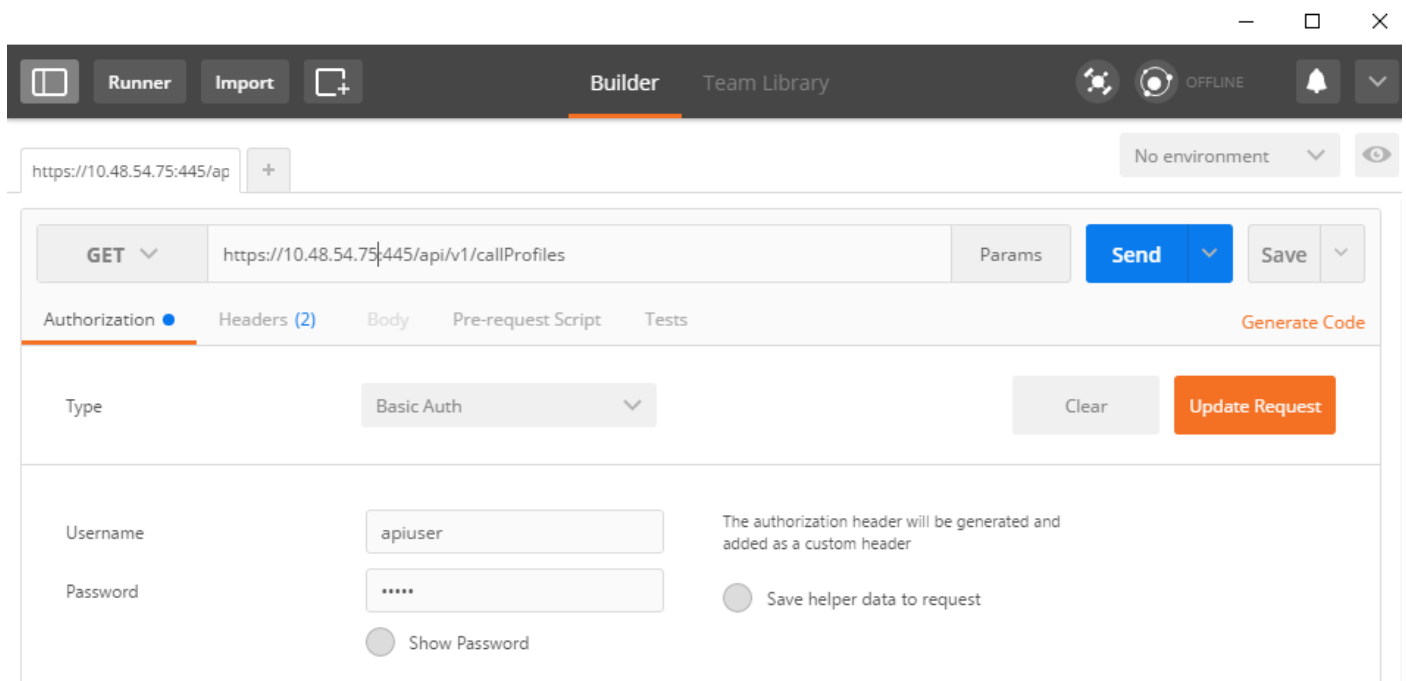 Runner Import Builder Team Library OFFLINE
https://10.48.54.75:445/ap + No environment
GET https://10.48.54.75:445/api/v1/callProfiles Params Send Save
Authorization Headers (2) Body Pre-request Script Tests Generate Code
Type Basic Auth Clear Update Request
Username apiuser The authorization header will be generated and
added as a custom header
Password ••••• Save helper data to request
Show Password